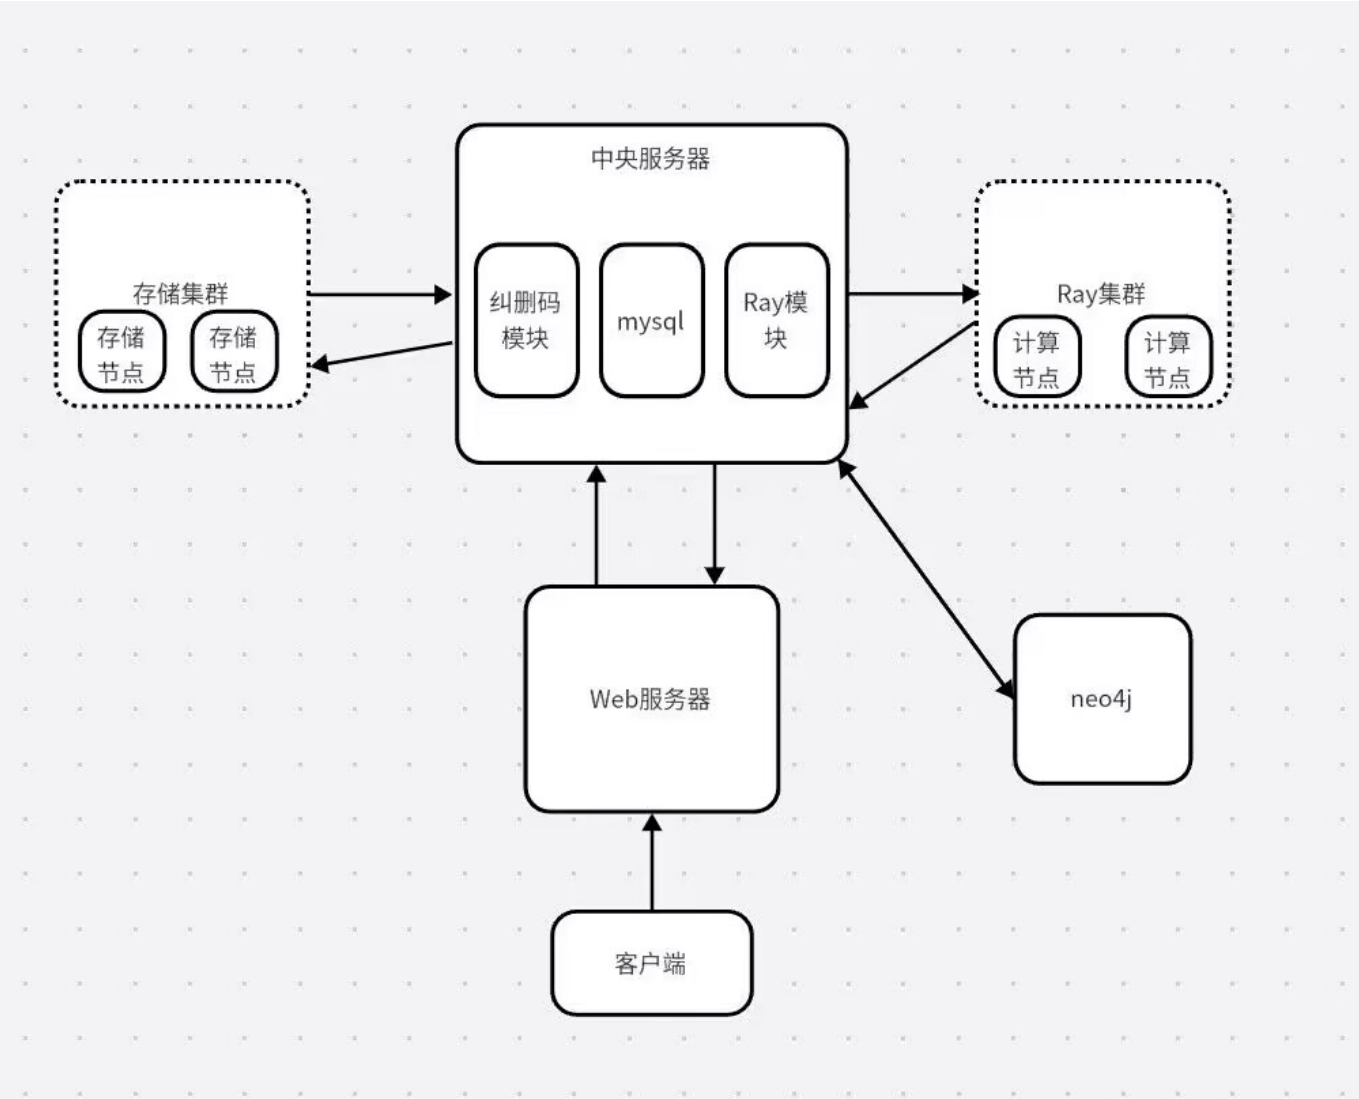 中央服务器
存储集群
存储
节点
存储
节点
纠删码
模块
mysql
Ray模
块
Ray集群
计算
节点
计算
节点
Web服务器
neo4j
客户端